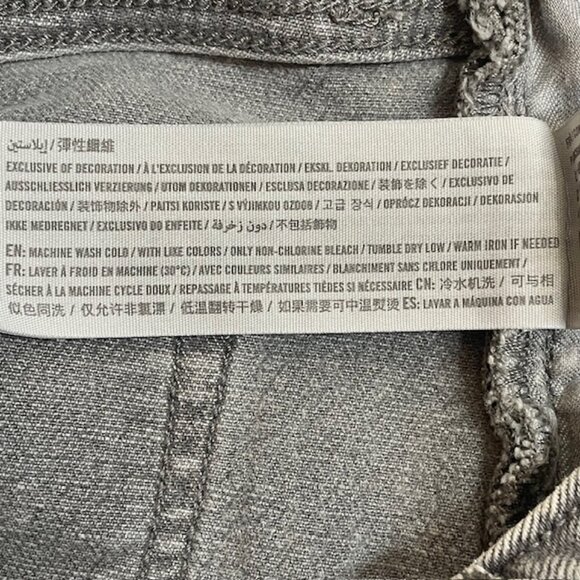 إيلاستين / 彈性纖維
EXCLUSIVE OF DECORATION / À L'EXCLUSION DE LA DÉCORATION / EKSKL. DEKORATION / EXCLUSIEF DECORATIE /
AUSSCHLIESSLICH VERZIERUNG / UTOM DEKORATIONEN / ESCLUSA DECORAZIONE / 装飾を除く / EXCLUSIVO DE
DECORACIÓN / 装饰物除外 / PAITSI KORISTE / S VÝJIMKOU OZDOB / 고급 장식 / OPRÓCZ DEKORACJI / DEKORASJON
IKKE MEDREGNET / EXCLUSIVO DO ENFEITE / دون زخرفة / 不包括飾物
EN: MACHINE WASH COLD / WITH LIKE COLORS / ONLY NON-CHLORINE BLEACH / TUMBLE DRY LOW / WARM IRON IF NEEDED
FR: LAVER À FROID EN MACHINE (30°C) / AVEC COULEURS SIMILAIRES / BLANCHIMENT SANS CHLORE UNIQUEMENT /
SÉCHER À LA MACHINE CYCLE DOUX / REPASSAGE À TEMPÉRATURES TIÈDES SI NÉCESSAIRE CN: 冷水机洗 / 可与相
似色同洗 / 仅允许非氯漂 / 低温翻转干燥 / 如果需要可中温熨烫 ES: LAVAR A MÁQUINA CON AGUA